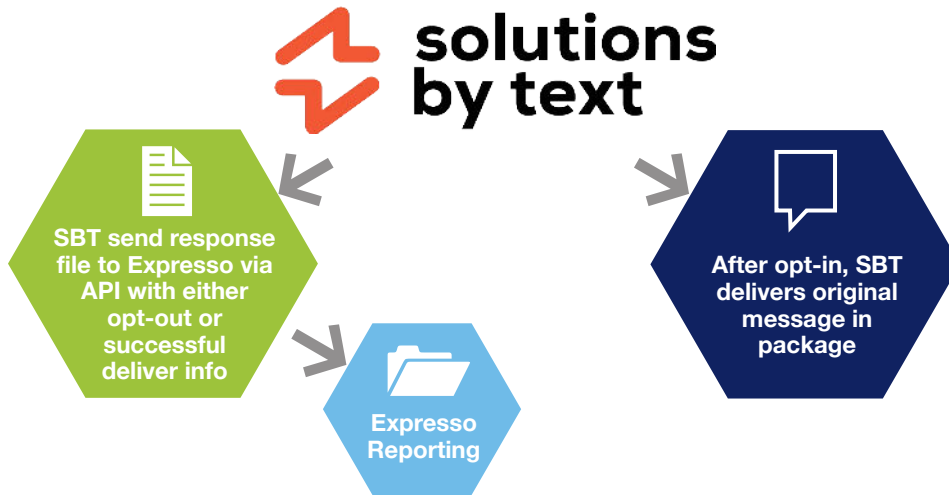 solutions
by text
SBT send response
file to Expresso via
API with either
opt-out or
successful
deliver info
After opt-in, SBT
delivers original
message in
package
Expresso
Reporting